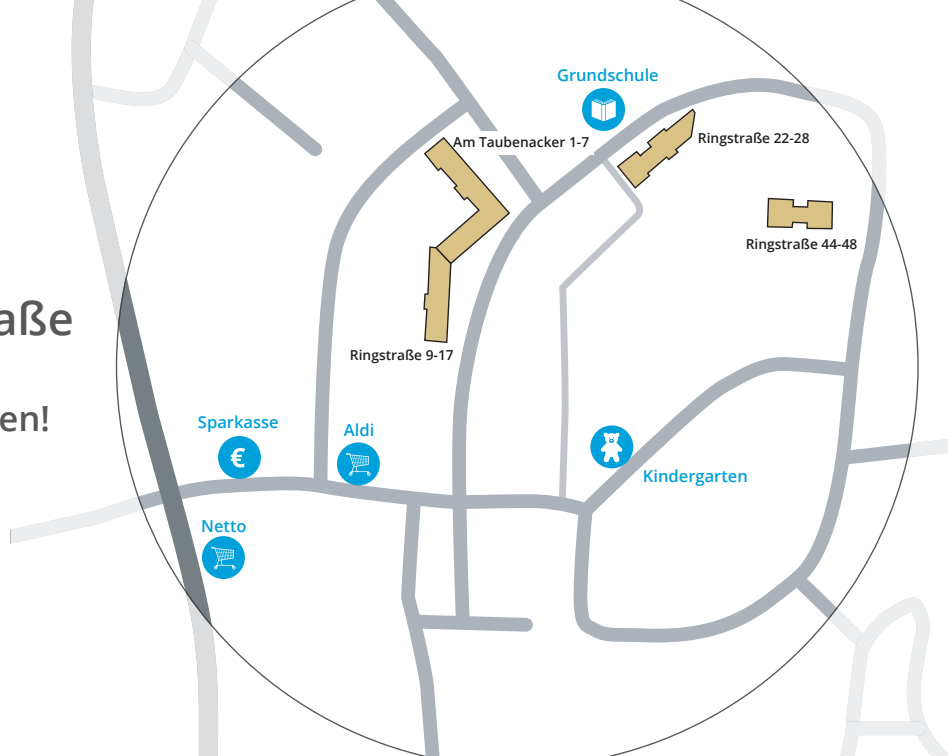 Grundschule
Am Taubenacker 1-7
Ringstraße 22-28
Ringstraße 44-48
aße
Ringstraße 9-17
en!
Sparkasse
€
Aldi
Kindergarten
Netto